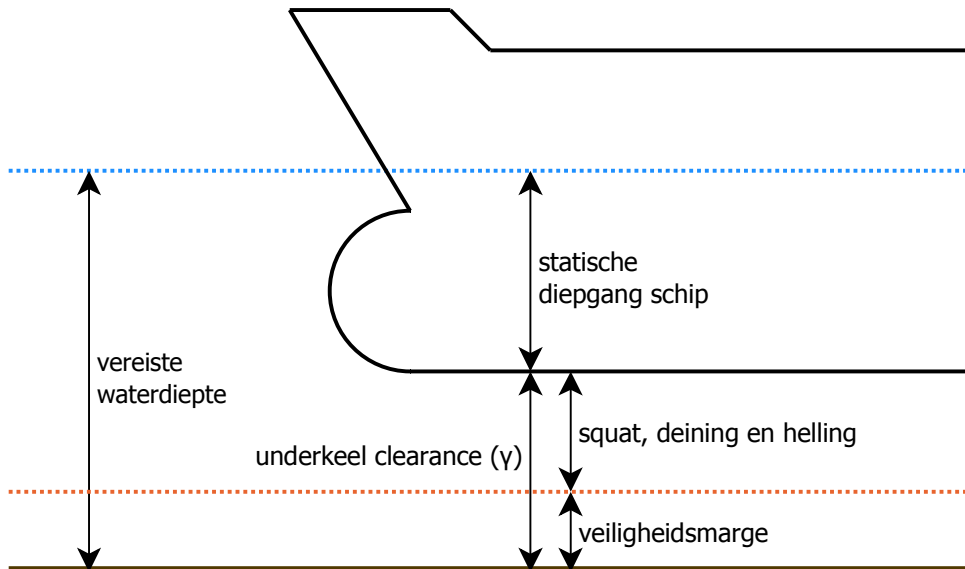 statische
diepgang schip
vereiste
waterdiepte
squat, deining en helling
underkeel clearance (γ)
veiligheidsmarge